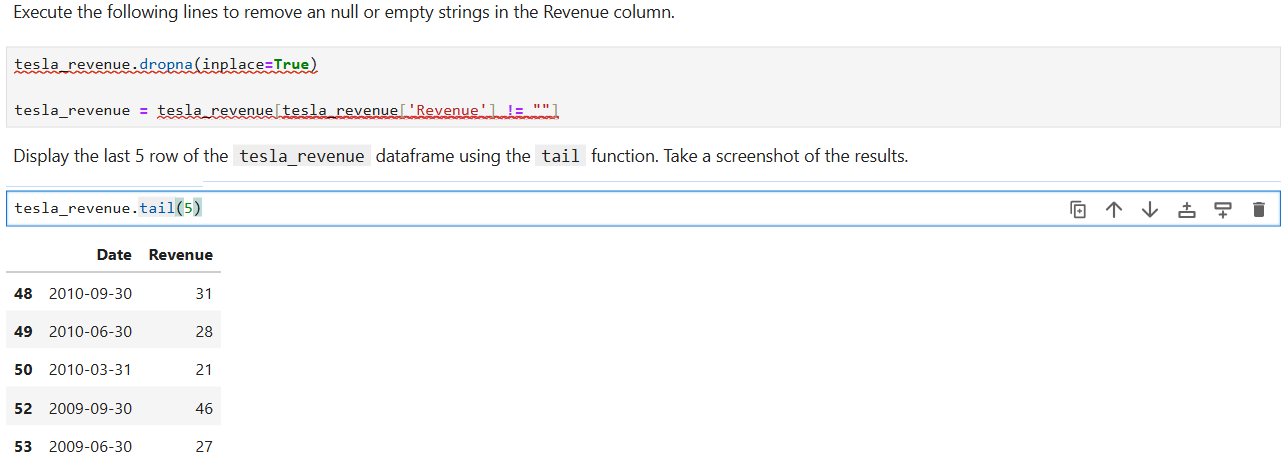 Execute the following lines to remove an null or empty strings in the Revenue column.
tesla_revenue.dropna(inplace=True)
tesla_revenue = tesla_revenue[tesla_revenue['Revenue'] != ""]
Display the last 5 row of the tesla_revenue dataframe using the tail function. Take a screenshot of the results.
tesla_revenue.tail(5)
Date Revenue
48 2010-09-30 31
49 2010-06-30 28
50 2010-03-31 21
52 2009-09-30 46
53 2009-06-30 27